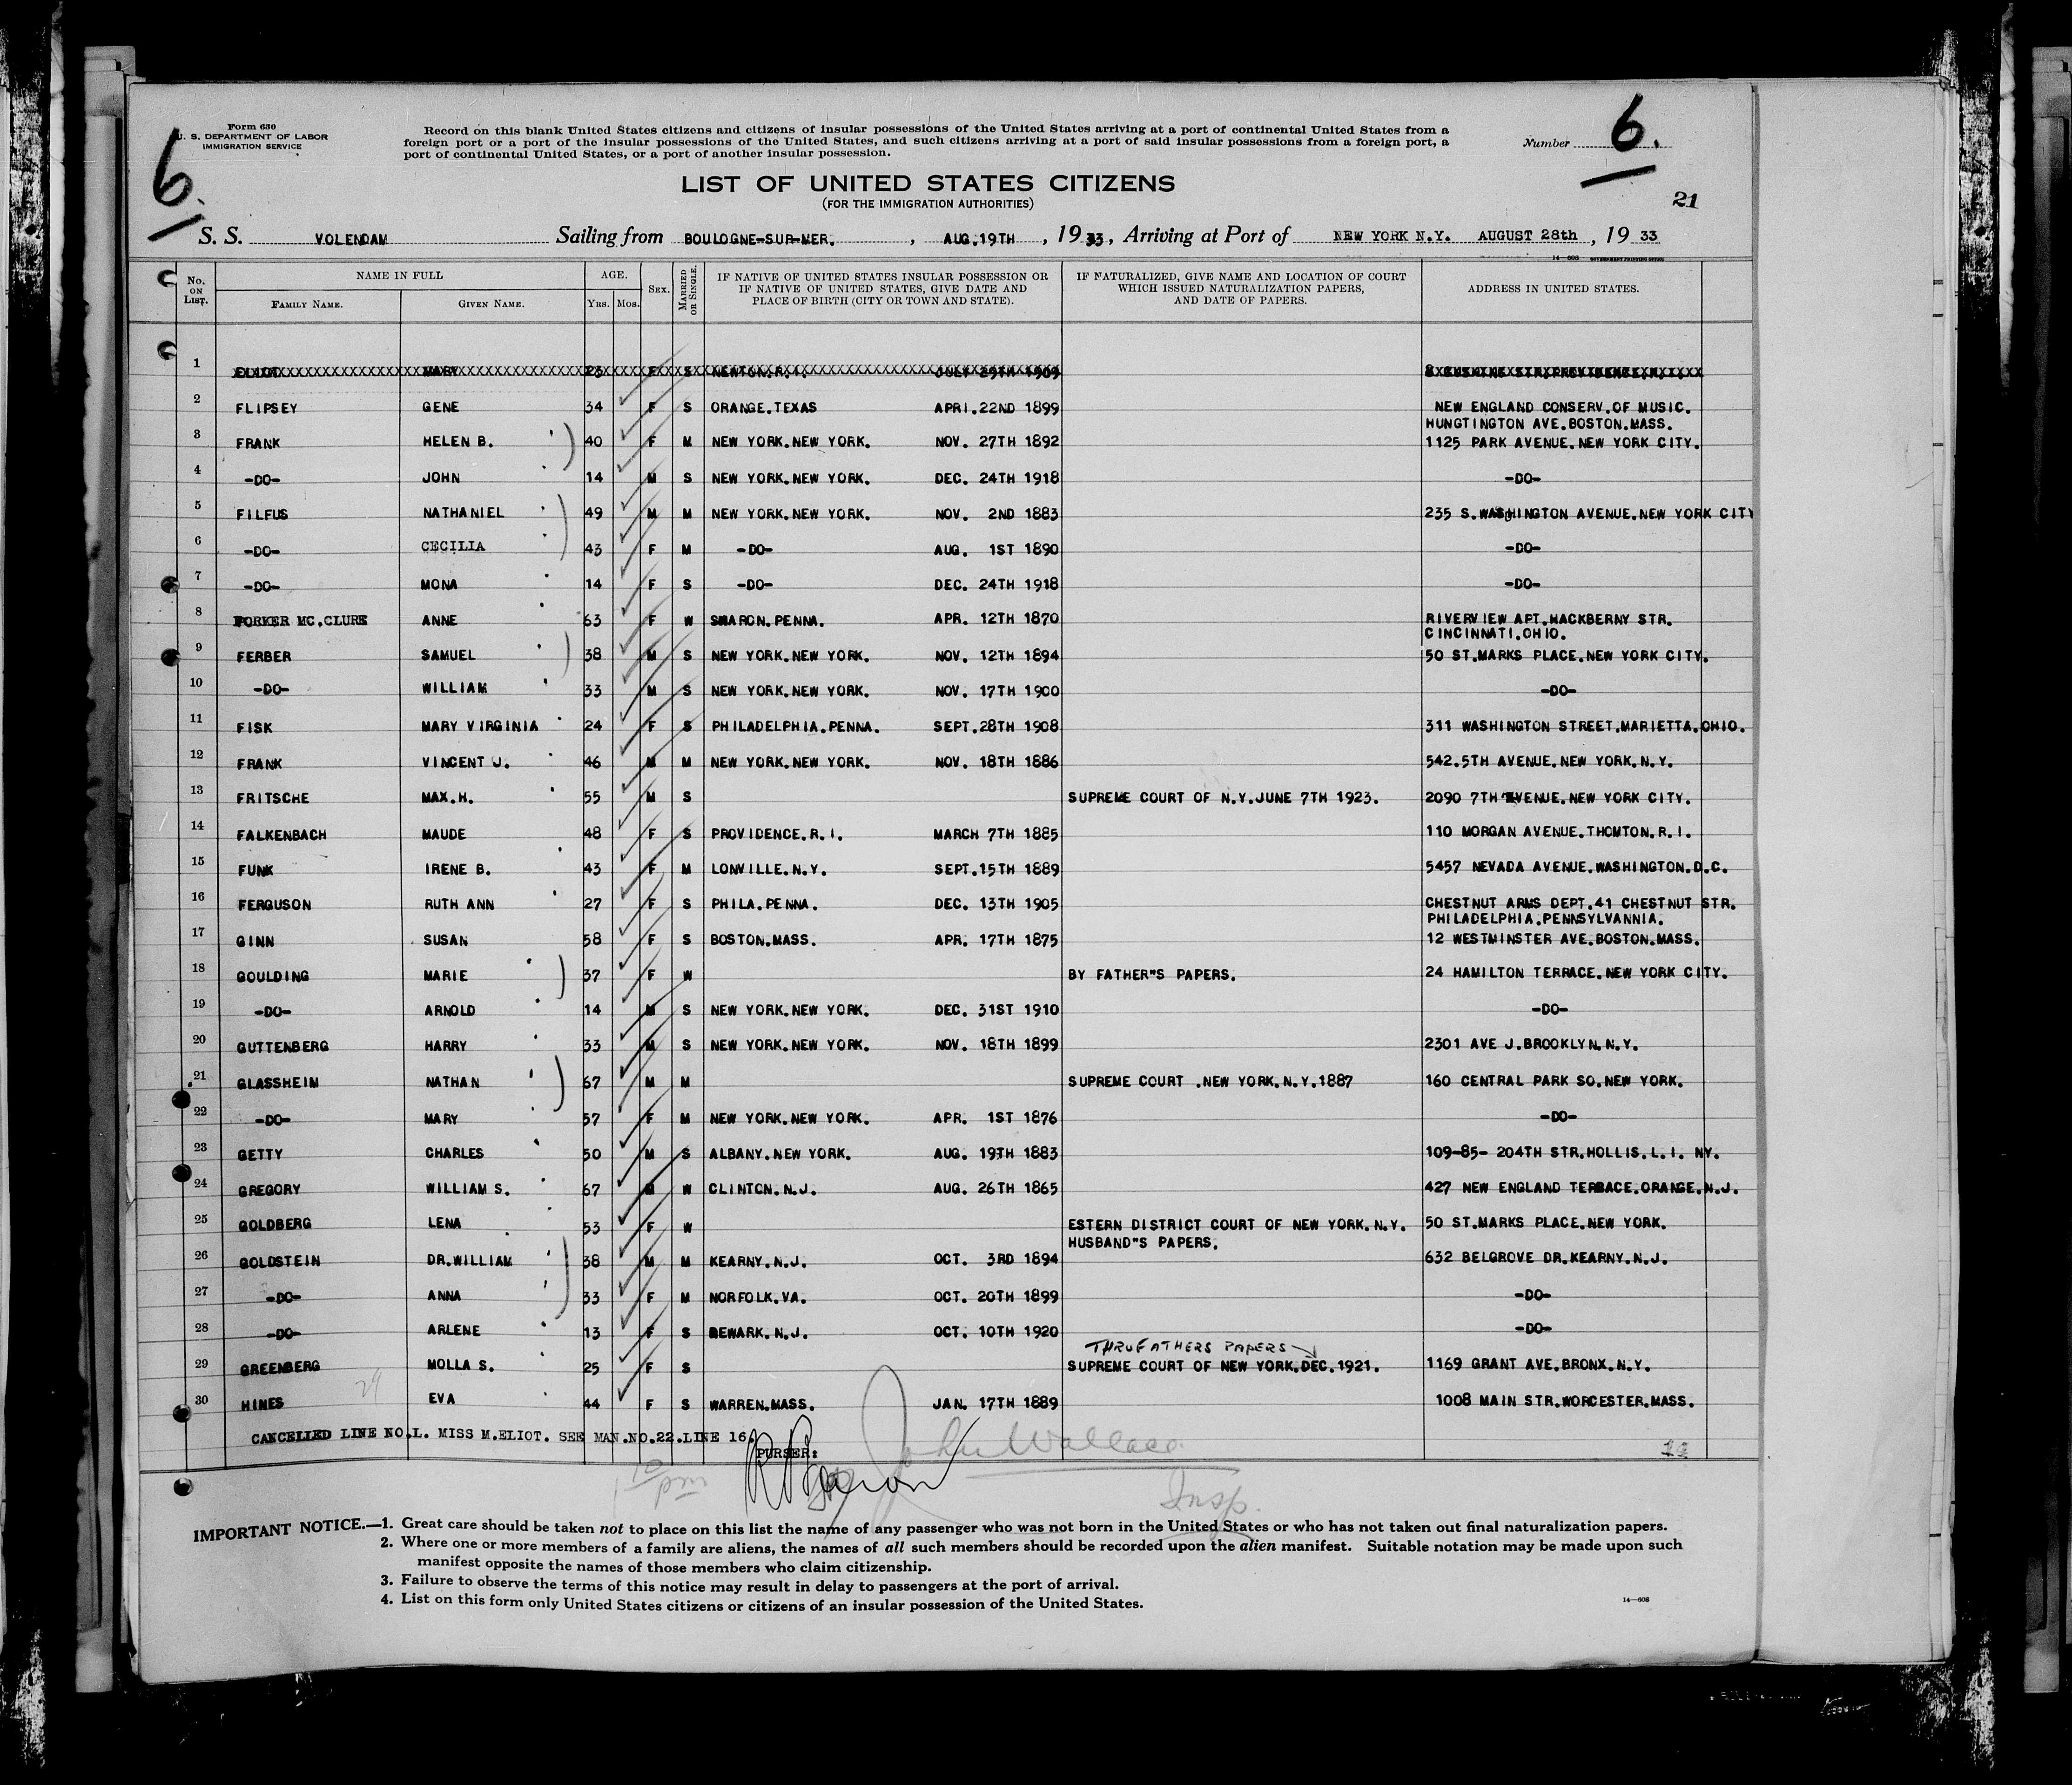 Form 630
U. S. DEPARTMENT OF LABOR
IMMIGRATION SERVICE
6.
Record on this blank United States citizens and citizens of insular possessions of the United States arriving at a port of continental United States from a
foreign port or a port of the insular possessions of the United States, and such citizens arriving at a port of said insular possessions from a foreign port, a
port of continental United States, or a port of another insular possession.
Number 6.
LIST OF UNITED STATES CITIZENS
(FOR THE IMMIGRATION AUTHORITIES)
21
S. S. VOLENDAM Sailing from BOULOGNE-SUR-MER. , AUG.19TH , 1933, Arriving at Port of NEW YORK N.Y. AUGUST 28th , 1933
14—608 GOVERNMENT PRINTING OFFICE
No. ON LIST. NAME IN FULL FAMILY NAME. GIVEN NAME. AGE. YRS. MOS. SEX. MARRIED OR SINGLE. IF NATIVE OF UNITED STATES INSULAR POSSESSION OR IF NATIVE OF UNITED STATES, GIVE DATE AND PLACE OF BIRTH (CITY OR TOWN AND STATE). IF NATURALIZED, GIVE NAME AND LOCATION OF COURT WHICH ISSUED NATURALIZATION PAPERS, AND DATE OF PAPERS. ADDRESS IN UNITED STATES.
1 ELIOT MARY 23 F S NEWTON.R.I. JULY 29TH 1909
2 FLIPSEY GENE 34 F S ORANGE.TEXAS APRI.22ND 1899 NEW ENGLAND CONSERV.OF MUSIC.
HUNGTINGTON AVE.BOSTON.MASS.
3 FRANK HELEN B. 40 F M NEW YORK.NEW YORK. NOV. 27TH 1892 1125 PARK AVENUE.NEW YORK CITY.
4 -DO- JOHN 14 M S NEW YORK.NEW YORK. DEC. 24TH 1918 -DO-
5 FILFUS NATHANIEL 49 M M NEW YORK.NEW YORK. NOV. 2ND 1883 235 S.WASHINGTON AVENUE.NEW YORK CITY
6 -DO- CECILIA 43 F M -DO- AUG. 1ST 1890 -DO-
7 -DO- MONA 14 F S -DO- DEC. 24TH 1918 -DO-
8 FORKER MC.CLURE ANNE 63 F W SHARON.PENNA. APR. 12TH 1870 RIVERVIEW APT.HACKBERNY STR.
CINCINNATI.OHIO.
9 FERBER SAMUEL 38 M S NEW YORK.NEW YORK. NOV. 12TH 1894 50 ST.MARKS PLACE.NEW YORK CITY.
10 -DO- WILLIAM 33 M S NEW YORK.NEW YORK. NOV. 17TH 1900 -DO-
11 FISK MARY VIRGINIA 24 F S PHILADELPHIA.PENNA. SEPT.28TH 1908 311 WASHINGTON STREET.MARIETTA.OHIO.
12 FRANK VINCENT J. 46 M M NEW YORK.NEW YORK. NOV. 18TH 1886 542.5TH AVENUE.NEW YORK.N.Y.
13 FRITSCHE MAX.H. 55 M S SUPREME COURT OF N.Y.JUNE 7TH 1923. 2090 7TH AVENUE.NEW YORK CITY.
14 FALKENBACH MAUDE 48 F S PROVIDENCE.R.I. MARCH 7TH 1885 110 MORGAN AVENUE.THOMTON.R.I.
15 FUNK IRENE B. 43 F M LONVILLE.N.Y. SEPT.15TH 1889 5457 NEVADA AVENUE.WASHINGTON.D.C.
16 FERGUSON RUTH ANN 27 F S PHILA.PENNA. DEC. 13TH 1905 CHESTNUT ARMS DEPT.41 CHESTNUT STR.
PHILADELPHIA.PENNSYLVANNIA.
17 GINN SUSAN 58 F S BOSTON.MASS. APR. 17TH 1875 12 WESTMINSTER AVE.BOSTON.MASS.
18 GOULDING MARIE 37 F W BY FATHER"S PAPERS. 24 HAMILTON TERRACE.NEW YORK CITY.
19 -DO- ARNOLD 14 M S NEW YORK.NEW YORK. DEC. 31ST 1910 -DO-
20 GUTTENBERG HARRY 33 M S NEW YORK.NEW YORK. NOV. 18TH 1899 2301 AVE J.BROOKLYN.N.Y.
21 GLASSHEIM NATHAN 67 M M SUPREME COURT .NEW YORK.N.Y.1887 160 CENTRAL PARK SO.NEW YORK.
22 -DO- MARY 57 F M NEW YORK.NEW YORK. APR. 1ST 1876 -DO-
23 GETTY CHARLES 50 M S ALBANY.NEW YORK. AUG. 19TH 1883 109-85- 204TH STR.HOLLIS.L.I. NY.
24 GREGORY WILLIAM S. 67 M W CLINTON.N.J. AUG. 26TH 1865 427 NEW ENGLAND TERRACE.ORANGE.N.J.
25 GOLDBERG LENA 53 F W ESTERN DISTRICT COURT OF NEW YORK.N.Y. 50 ST.MARKS PLACE.NEW YORK.
HUSBAND"S PAPERS.
26 GOLDSTEIN DR.WILLIAM 38 M M KEARNY.N.J. OCT. 3RD 1894 632 BELGROVE DR.KEARNY.N.J.
27 -DO- ANNA 33 F M NORFOLK.VA. OCT. 20TH 1899 -DO-
28 -DO- ARLENE 13 F S BEWARK.N.J. OCT. 10TH 1920 -DO-
THRU FATHERS PAPERS
29 GREENBERG MOLLA S. 25 F S SUPREME COURT OF NEW YORK.DEC.1921. 1169 GRANT AVE.BRONX.N.Y.
29
30 HINES EVA 44 F S WARREN.MASS. JAN. 17TH 1889 1008 MAIN STR.WORCESTER.MASS.
CANCELLED LINE NO.L. MISS M.ELIOT. SEE MAN.NO.22.LINE 16.
PURSER: John Wallace
Insp.
IMPORTANT NOTICE.—1. Great care should be taken not to place on this list the name of any passenger who was not born in the United States or who has not taken out final naturalization papers.
2. Where one or more members of a family are aliens, the names of all such members should be recorded upon the alien manifest. Suitable notation may be made upon such
manifest opposite the names of those members who claim citizenship.
3. Failure to observe the terms of this notice may result in delay to passengers at the port of arrival.
4. List on this form only United States citizens or citizens of an insular possession of the United States.
14—608